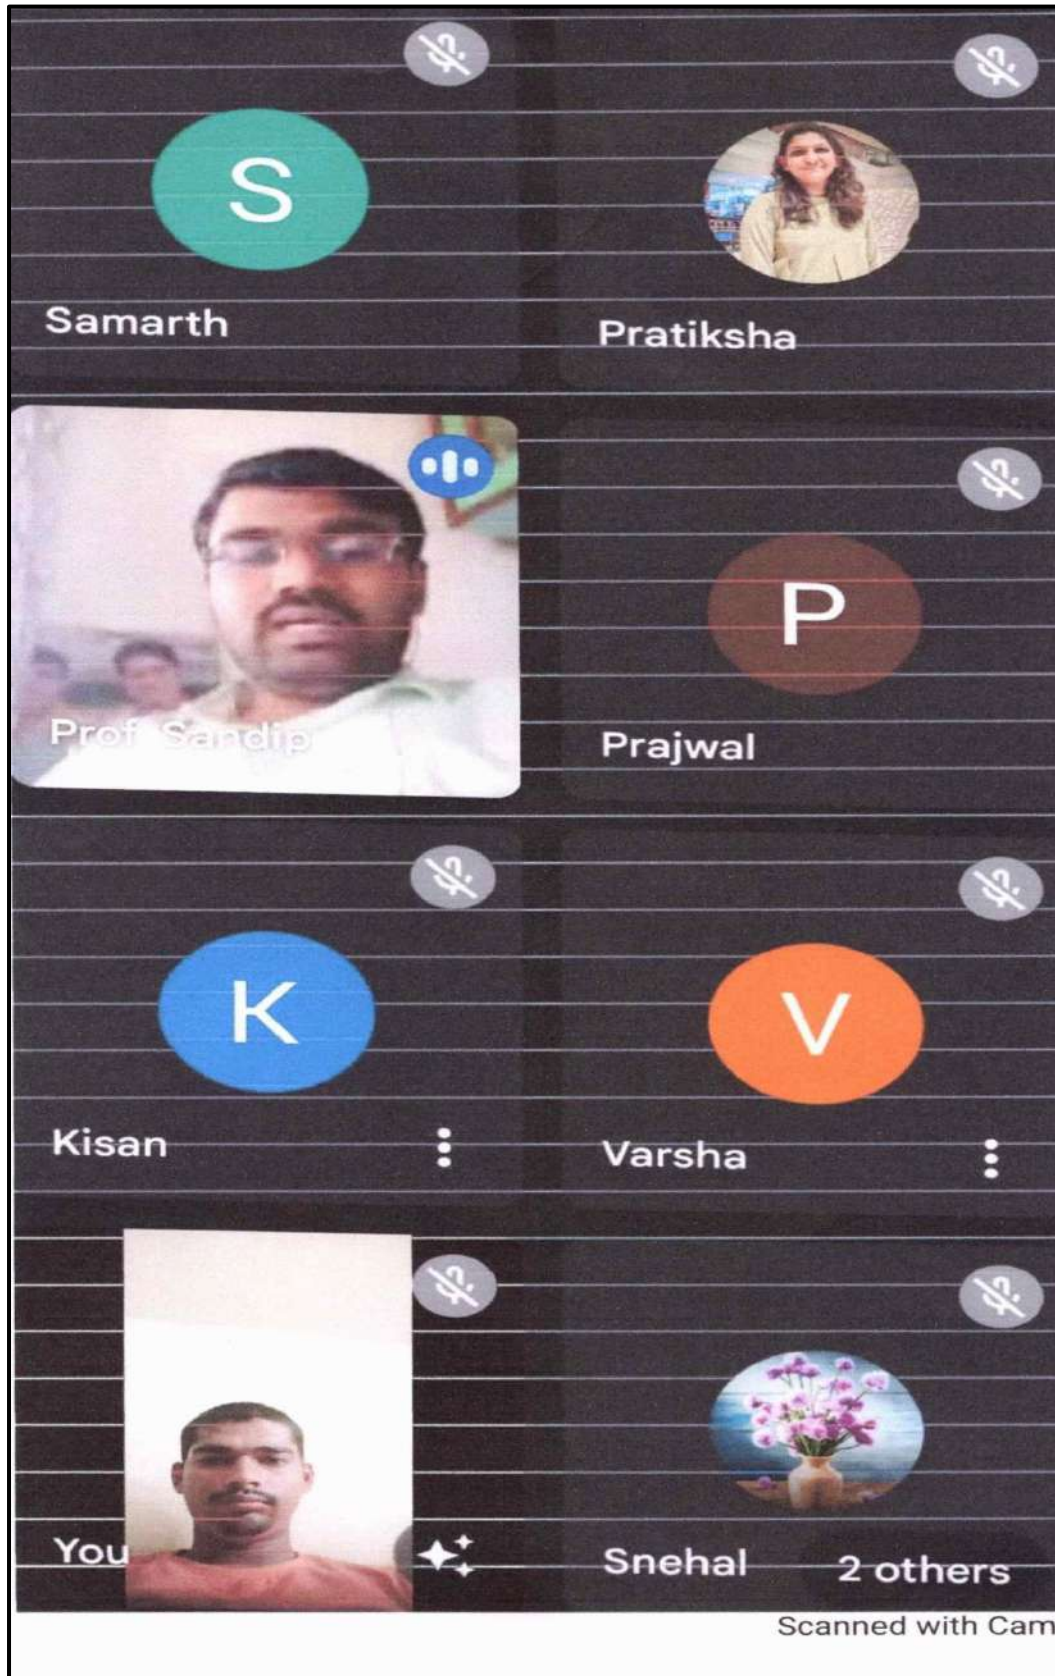 S
Samarth
Pratiksha
Prof Sandip
P
Prajwal
K
Kisan
V
Varsha
You
Snehal 2 others
Scanned with Cam